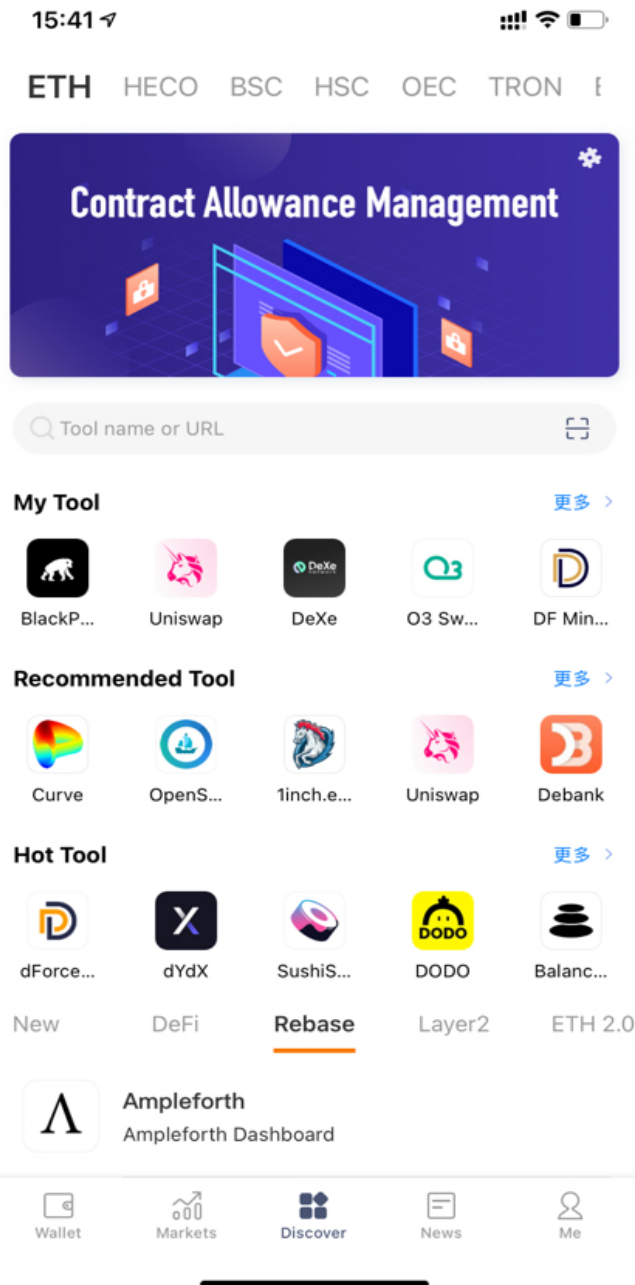 15:41
ETH HECO BSC HSC OEC TRON
Contract Allowance Management
Tool name or URL
My Tool 更多
DeXe
O3
BlackP... Uniswap DeXe O3 Sw... DF Min...
Recommended Tool 更多
Curve OpenS... 1inch.e... Uniswap Debank
Hot Tool 更多
DODO
dForce... dYdX SushiS... DODO Balanc...
New DeFi Rebase Layer2 ETH 2.0
Ampleforth
Ampleforth Dashboard
Wallet Markets Discover News Me